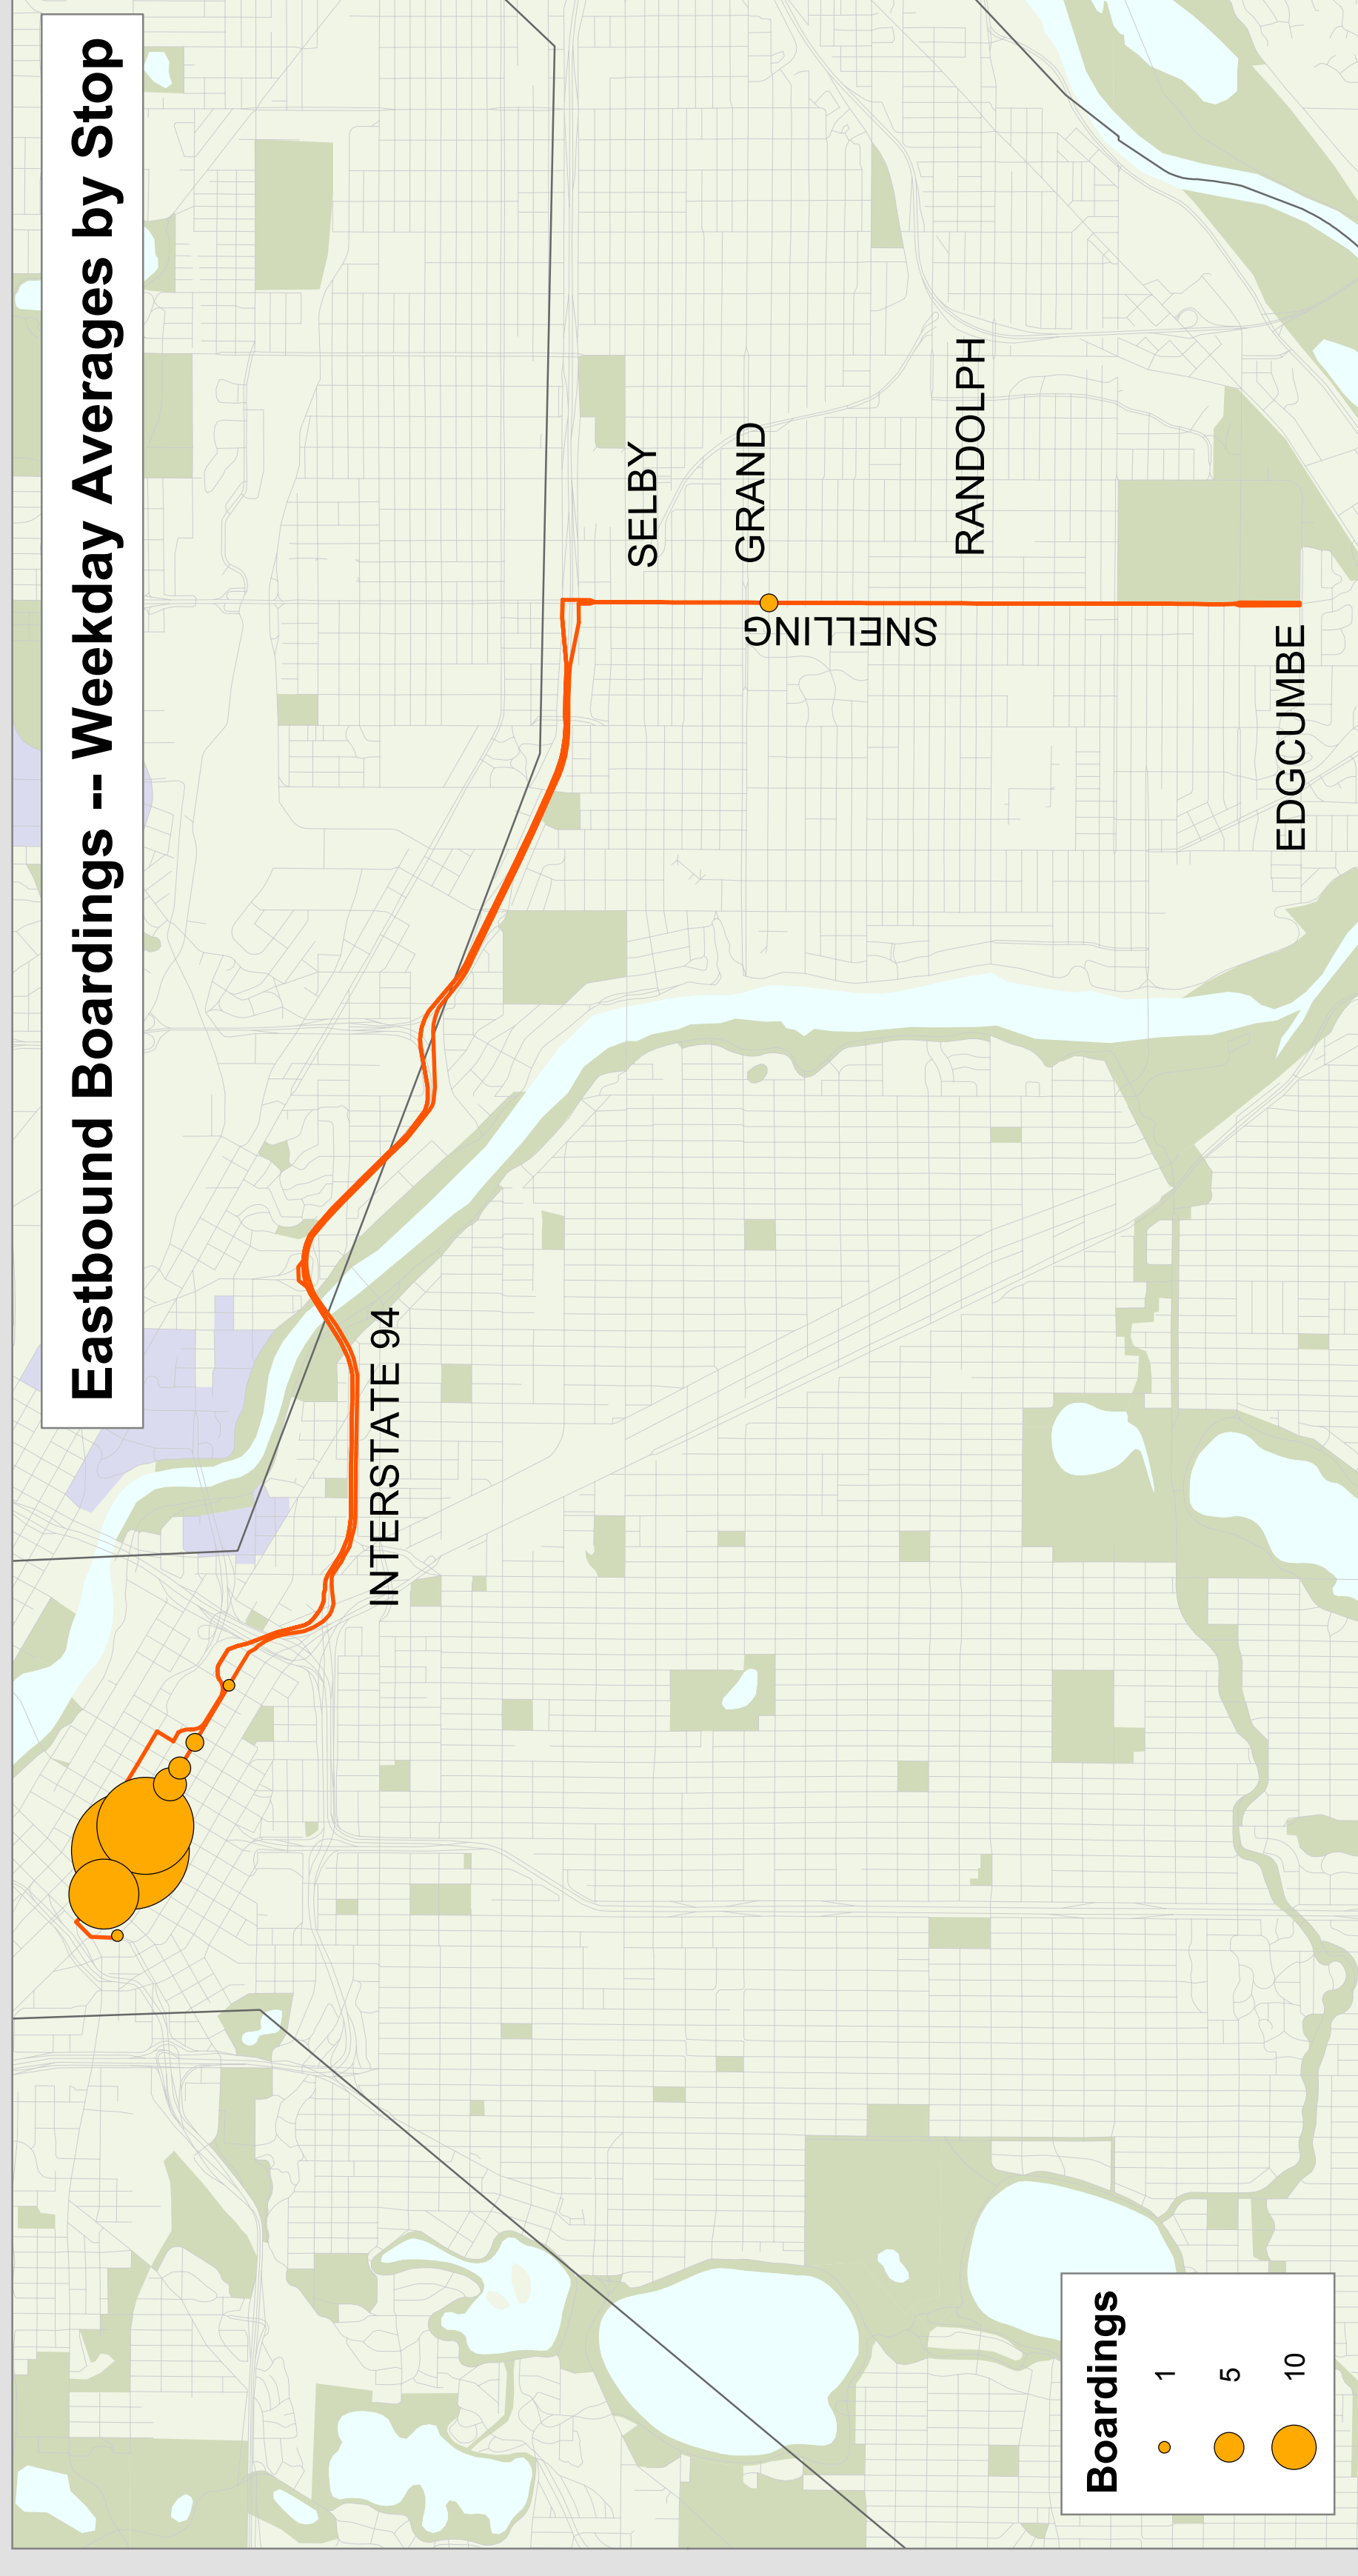 Eastbound Boardings -- Weekday Averages by Stop
SELBY
GRAND
RANDOLPH
SNELLING
EDGCUMBE
INTERSTATE 94
Boardings
1
5
10